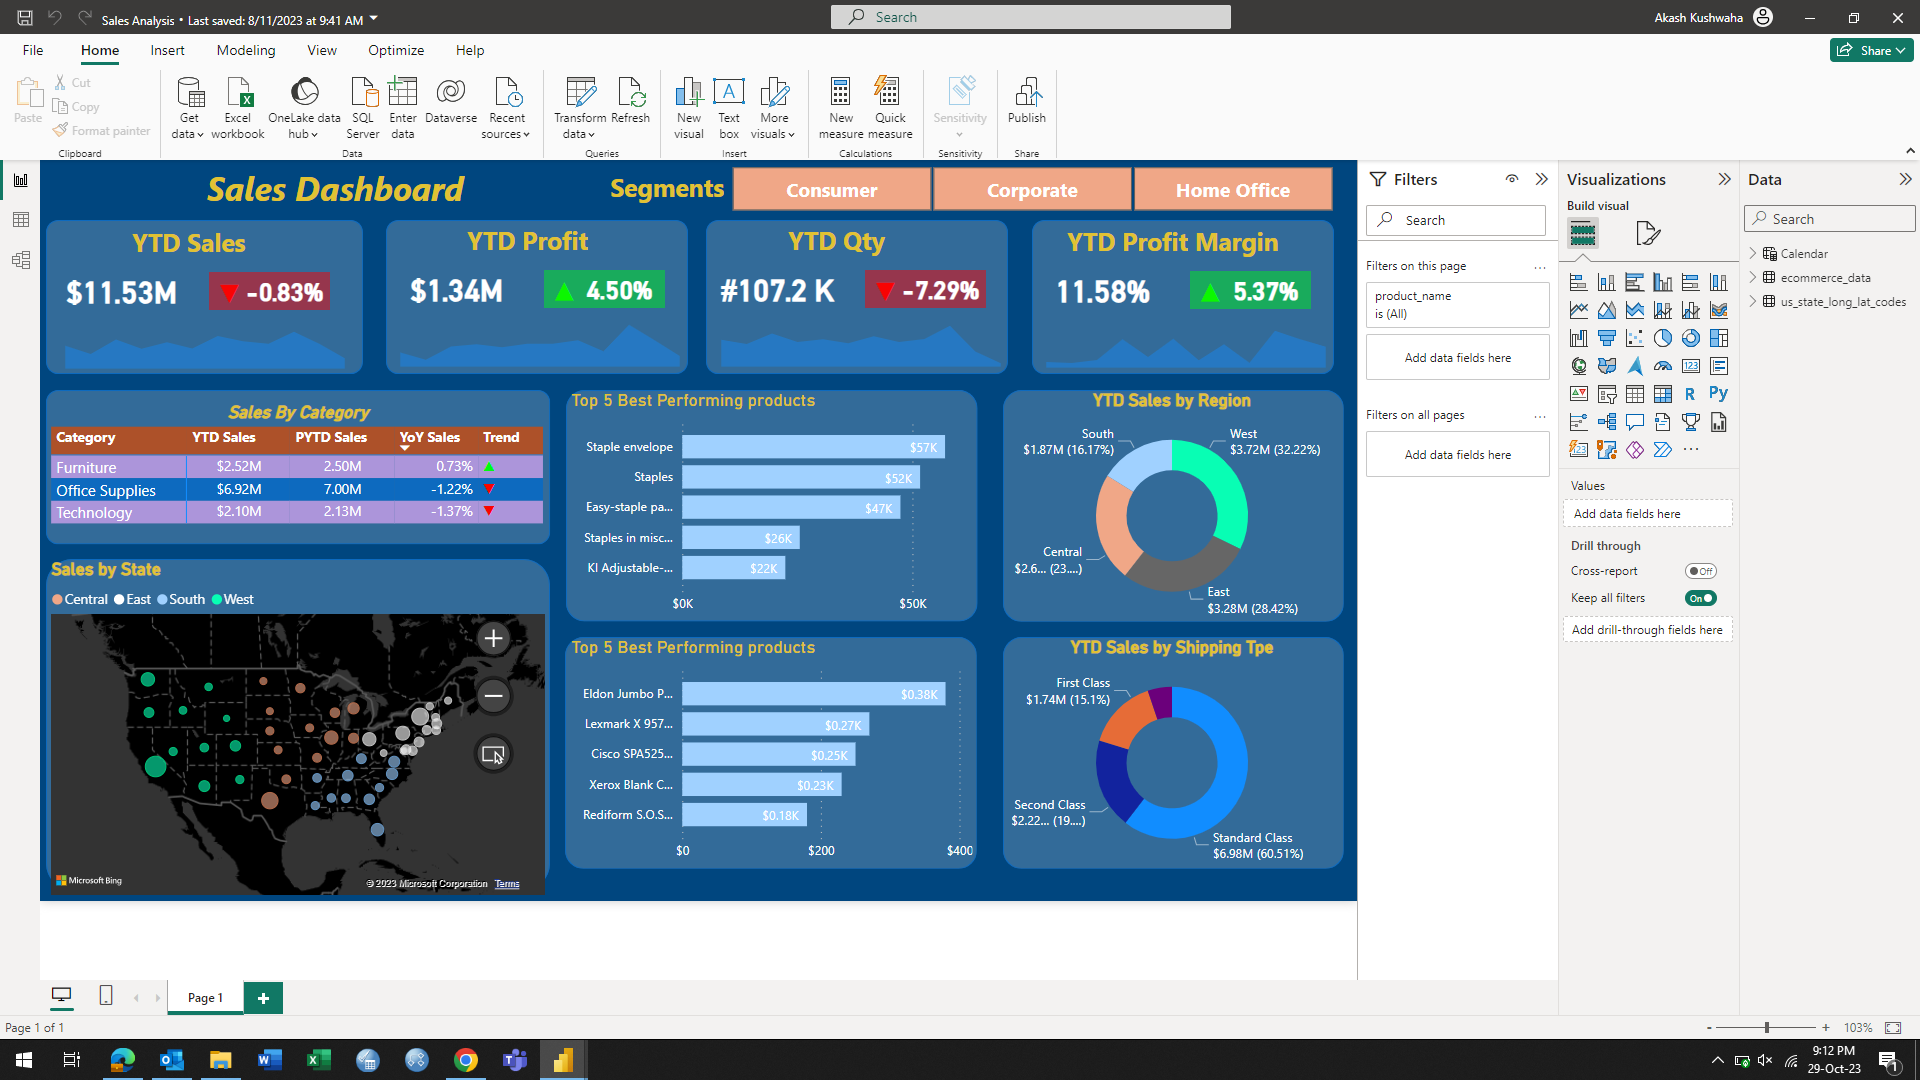 Sales Analysis • Last saved: 8/11/2023 at 9:41 AM
Search
Akash Kushwaha
File Home Insert Modeling View Optimize Help
Share
Paste
Cut
Copy
Format painter
Clipboard
Get data
Excel workbook
OneLake data hub
SQL Server
Enter data
Dataverse
Recent sources
Data
Transform data
Refresh
Queries
New visual
Text box
More visuals
Insert
New measure
Quick measure
Calculations
Sensitivity
Sensitivity
Publish
Share
Sales Dashboard
Segments
Consumer
Corporate
Home Office
YTD Sales
$11.53M
-0.83%
YTD Profit
$1.34M
4.50%
YTD Qty
#107.2 K
-7.29%
YTD Profit Margin
11.58%
5.37%
Sales By Category
Category YTD Sales PYTD Sales YoY Sales Trend
Furniture $2.52M 2.50M 0.73%
Office Supplies $6.92M 7.00M -1.22%
Technology $2.10M 2.13M -1.37%
Top 5 Best Performing products
Staple envelope $57K
Staples $52K
Easy-staple pa... $47K
Staples in misc... $26K
KI Adjustable-... $22K
$0K $50K
YTD Sales by Region
South
$1.87M (16.17%)
West
$3.72M (32.22%)
Central
$2.6... (23....)
East
$3.28M (28.42%)
Sales by State
Central East South West
Microsoft Bing
© 2023 Microsoft Corporation Terms
Top 5 Best Performing products
Eldon Jumbo P... $0.38K
Lexmark X 957... $0.27K
Cisco SPA525... $0.25K
Xerox Blank C... $0.23K
Rediform S.O.S... $0.18K
$0 $200 $400
YTD Sales by Shipping Tpe
First Class
$1.74M (15.1%)
Second Class
$2.22... (19....)
Standard Class
$6.98M (60.51%)
Filters
Search
Filters on this page ...
product_name
is (All)
Add data fields here
Filters on all pages ...
Add data fields here
Visualizations
Build visual
123
R
Py
123
...
Values
Add data fields here
Drill through
Cross-report Off
Keep all filters On
Add drill-through fields here
Data
Search
Calendar
ecommerce_data
us_state_long_lat_codes
Page 1
+
Page 1 of 1
- + 103%
9:12 PM
29-Oct-23
1